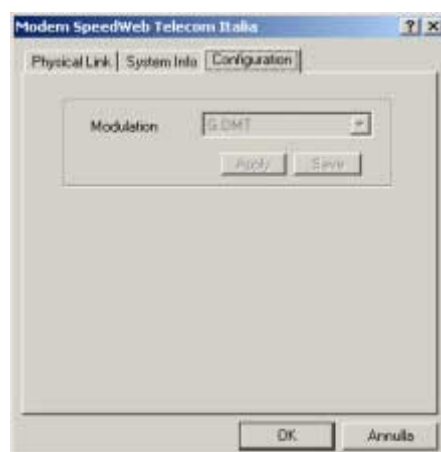 Modem SpeedWeb Telecom Italia
Physical Link System Info Configuration
Modulation G.DMT
Apply Save
OK Annulla